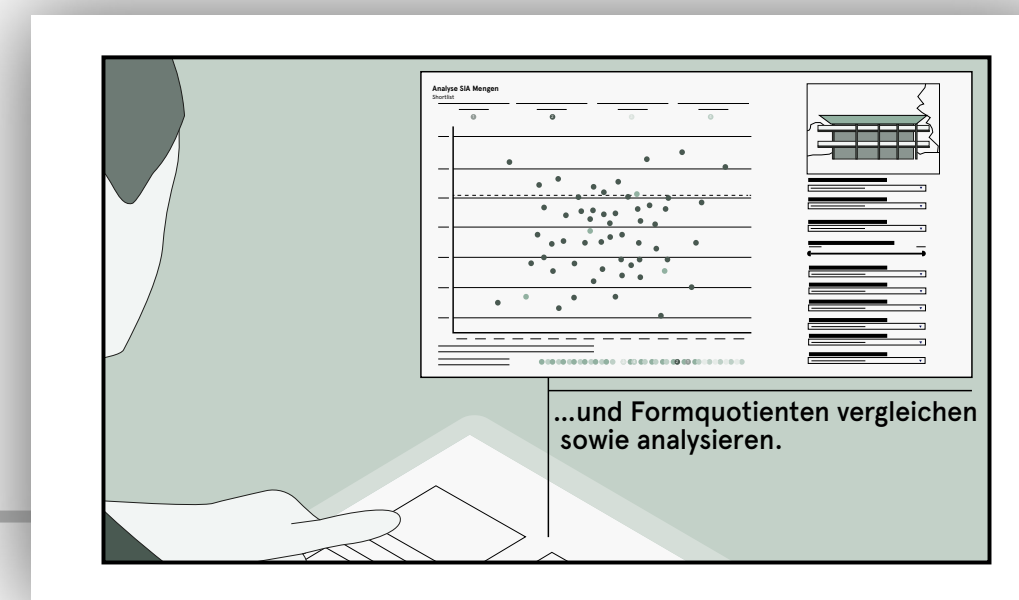 Analyse SIA Mengen
Shortlist
...und Formquotienten vergleichen
sowie analysieren.